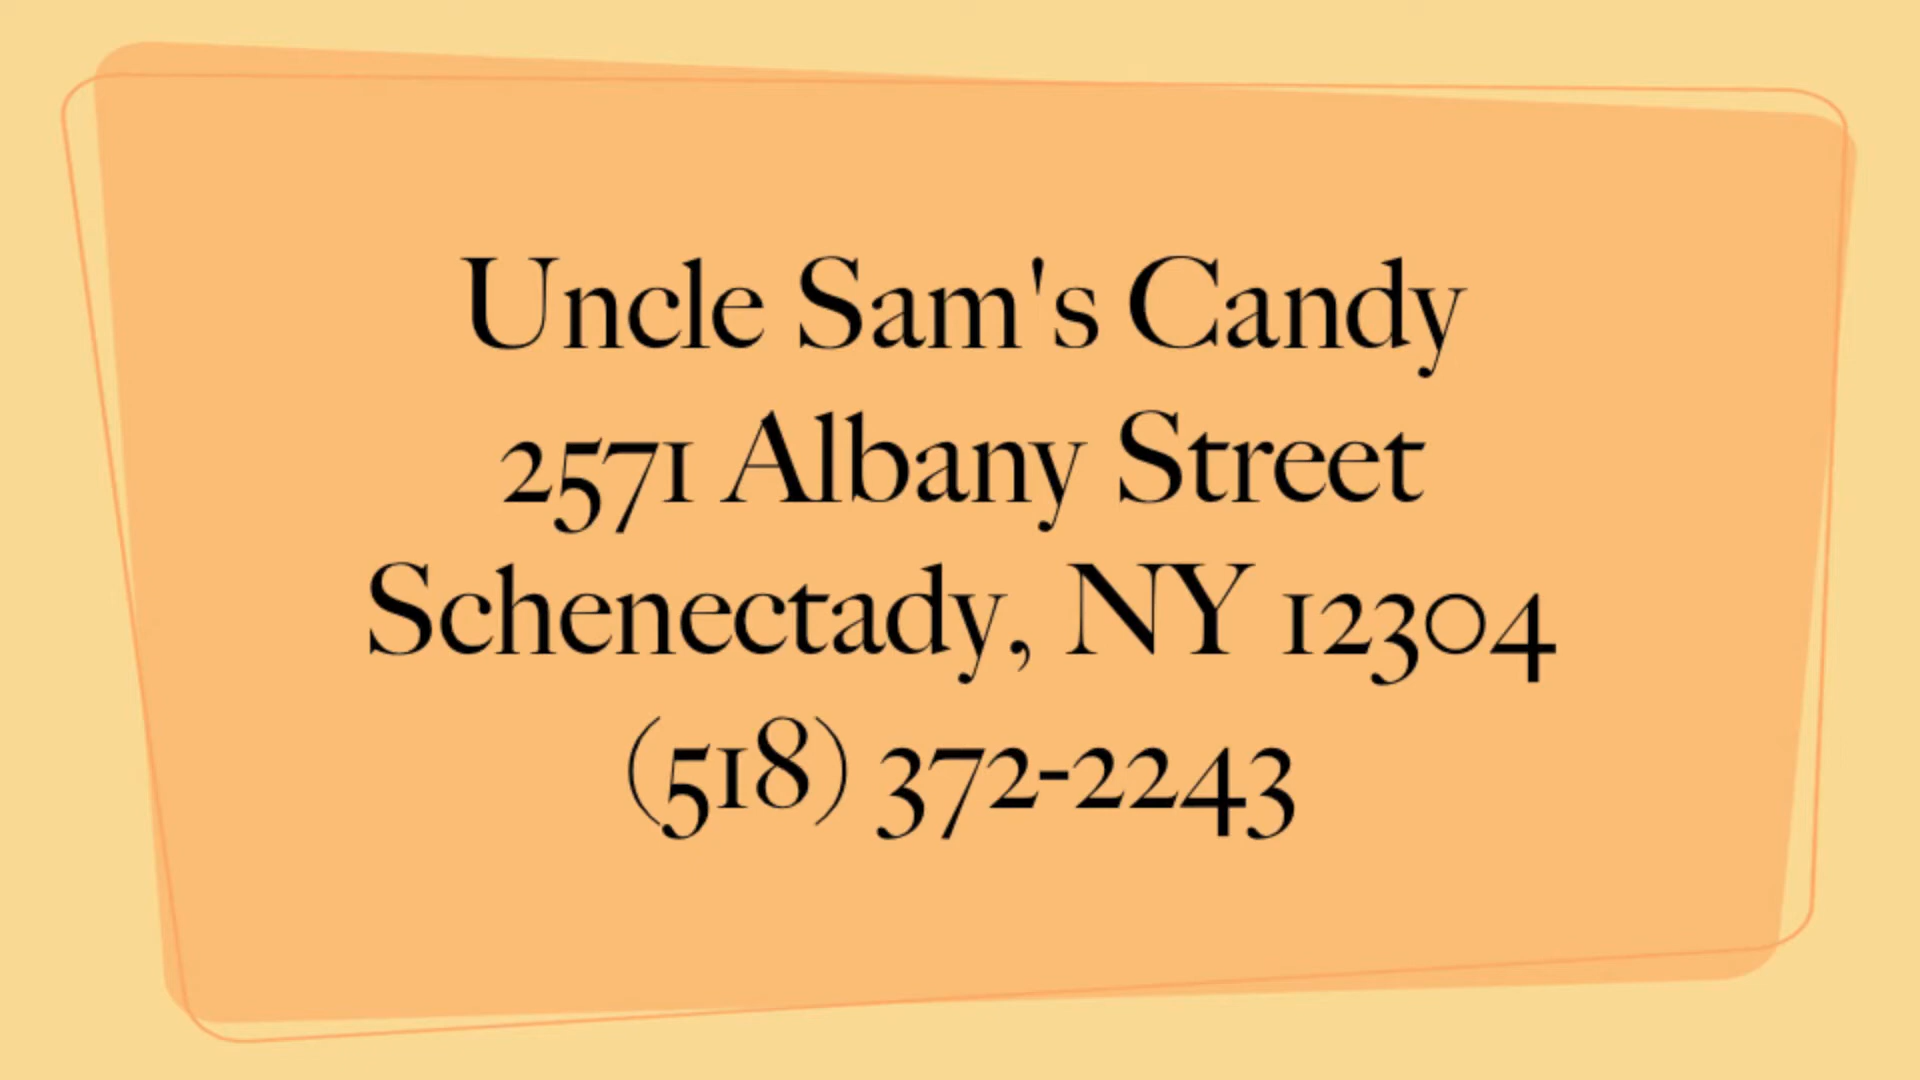 Uncle Sam's Candy
2571 Albany Street
Schenectady, NY 12304
(518) 372-2243